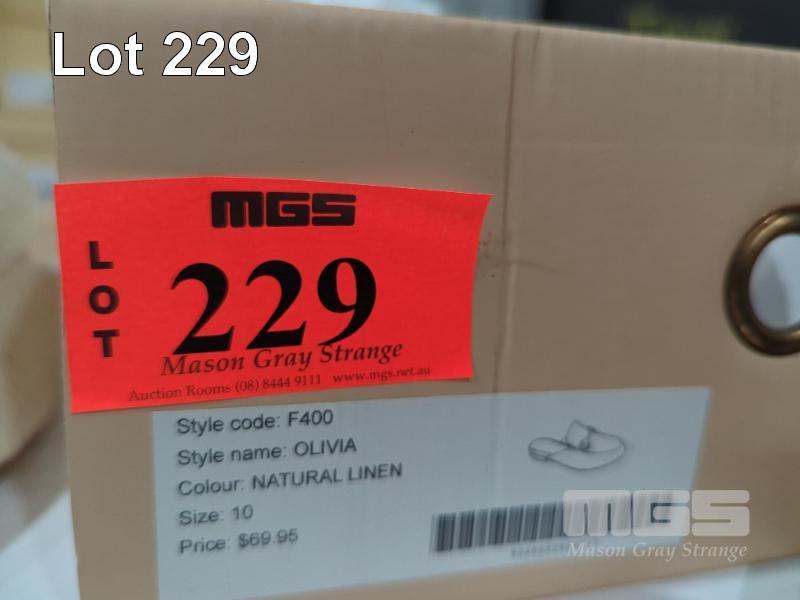 Lot 229
MGS
LOT
229
Mason Gray Strange
Auction Rooms (08) 8444 9111 www.mgs.net.au
Style code: F400
Style name: OLIVIA
Colour: NATURAL LINEN
Size: 10
Price: $69.95
MGS
Mason Gray Strange